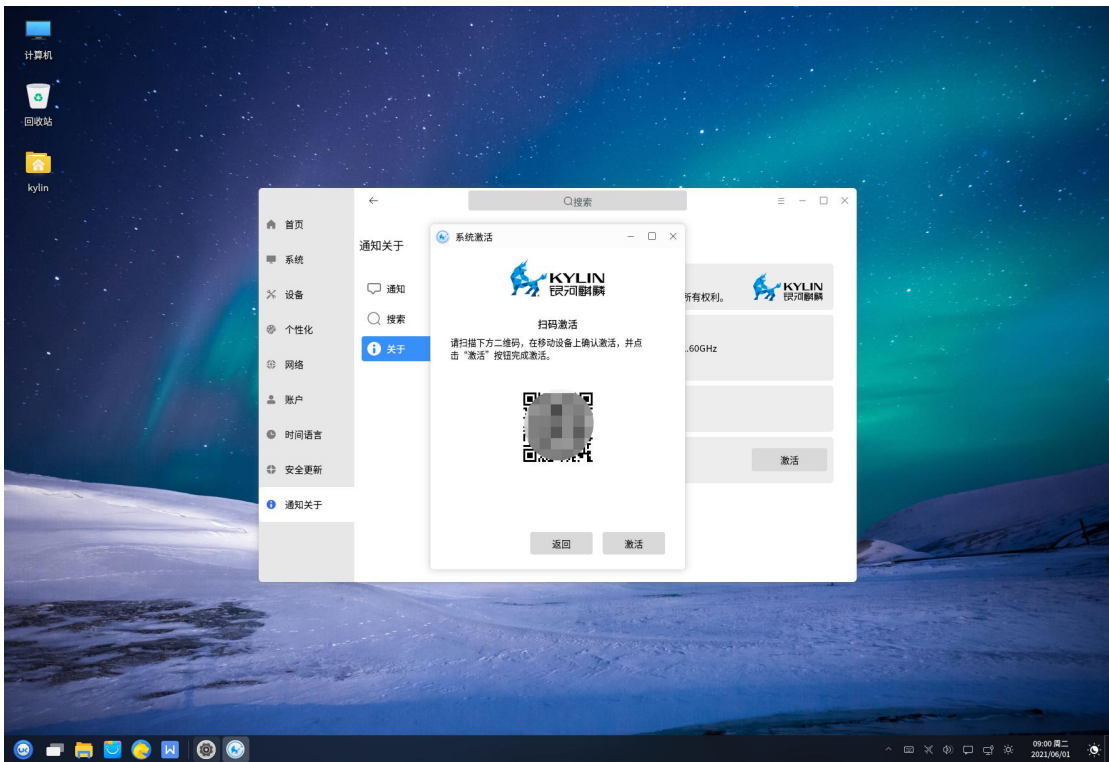 计算机
回收站
kylin
搜索
首页
系统
设备
个性化
网络
账户
时间语言
安全更新
通知关于
通知关于
通知
搜索
关于
所有权利。
KYLIN
银河麒麟
.60GHz
激活
系统激活
KYLIN
银河麒麟
扫码激活
请扫描下方二维码，在移动设备上确认激活，并点
击“激活”按钮完成激活。
返回
激活
09:00 周二
2021/06/01